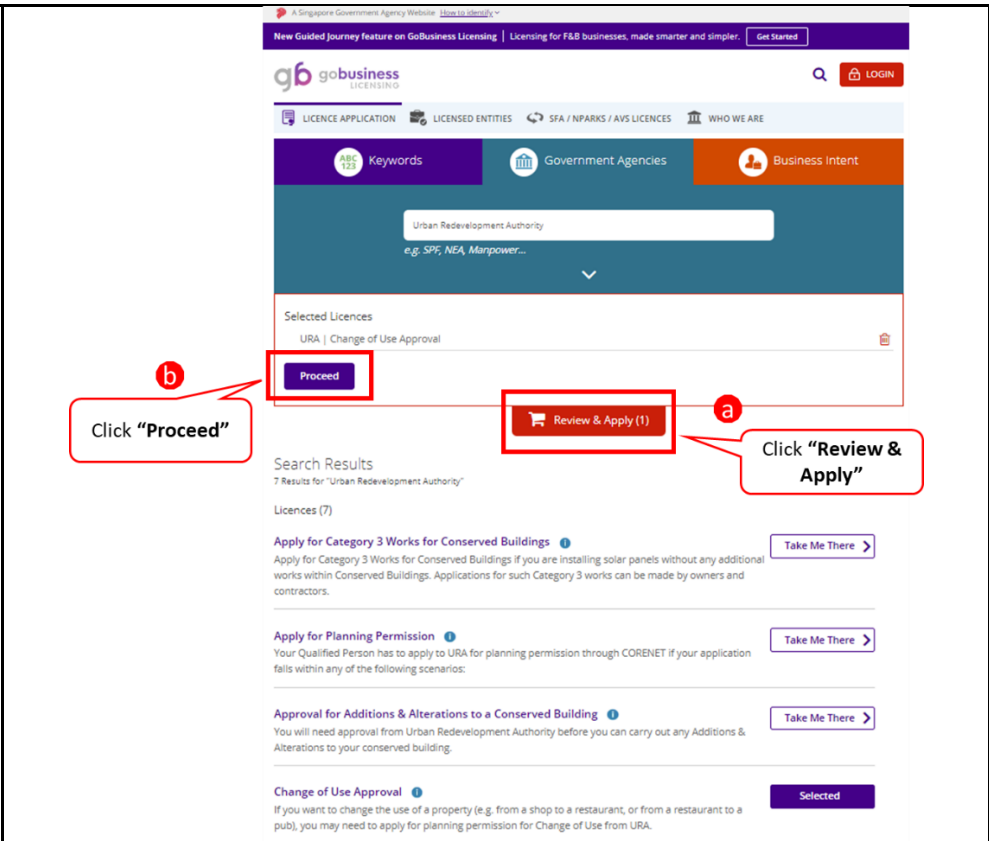 A Singapore Government Agency Website How to identify
New Guided Journey feature on GoBusiness Licensing | Licensing for F&B businesses, made smarter and simpler. Get Started
gb gobusiness
LICENSING
LOGIN
LICENCE APPLICATION LICENSED ENTITIES SFA / NPARKS / AVS LICENCES WHO WE ARE
ABC
123
Keywords Government Agencies Business Intent
Urban Redevelopment Authority
e.g. SPF, NEA, Manpower...
Selected Licences
URA | Change of Use Approval
b
Proceed
Click "Proceed"
Review & Apply (1)
a
Click "Review &
Apply"
Search Results
7 Results for "Urban Redevelopment Authority"
Licences (7)
Apply for Category 3 Works for Conserved Buildings i
Take Me There
Apply for Category 3 Works for Conserved Buildings if you are installing solar panels without any additional
works within Conserved Buildings. Applications for such Category 3 works can be made by owners and
contractors.
Apply for Planning Permission i
Take Me There
Your Qualified Person has to apply to URA for planning permission through CORENET if your application
falls within any of the following scenarios:
Approval for Additions & Alterations to a Conserved Building i
Take Me There
You will need approval from Urban Redevelopment Authority before you can carry out any Additions &
Alterations to your conserved building.
Change of Use Approval i
Selected
If you want to change the use of a property (e.g. from a shop to a restaurant, or from a restaurant to a
pub), you may need to apply for planning permission for Change of Use from URA.